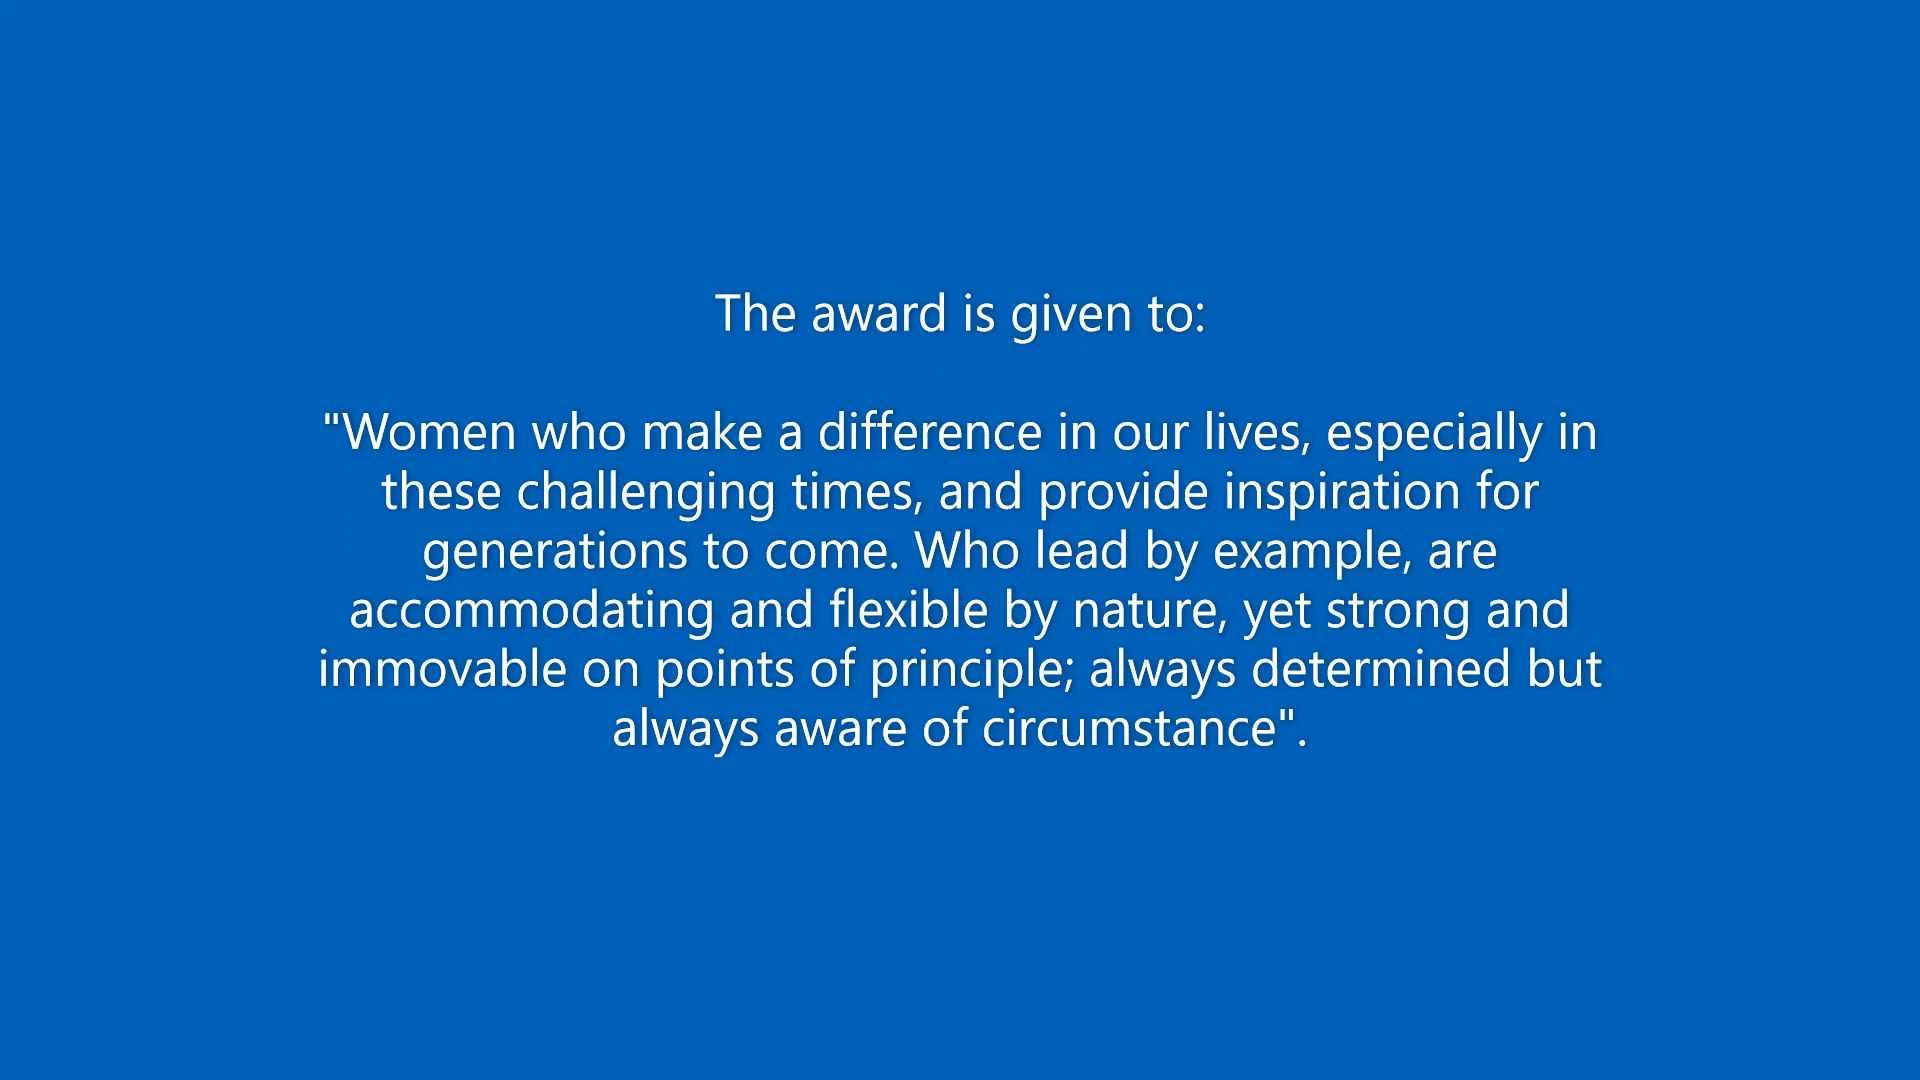 The award is given to:
"Women who make a difference in our lives, especially in
these challenging times, and provide inspiration for
generations to come. Who lead by example, are
accommodating and flexible by nature, yet strong and
immovable on points of principle; always determined but
always aware of circumstance".